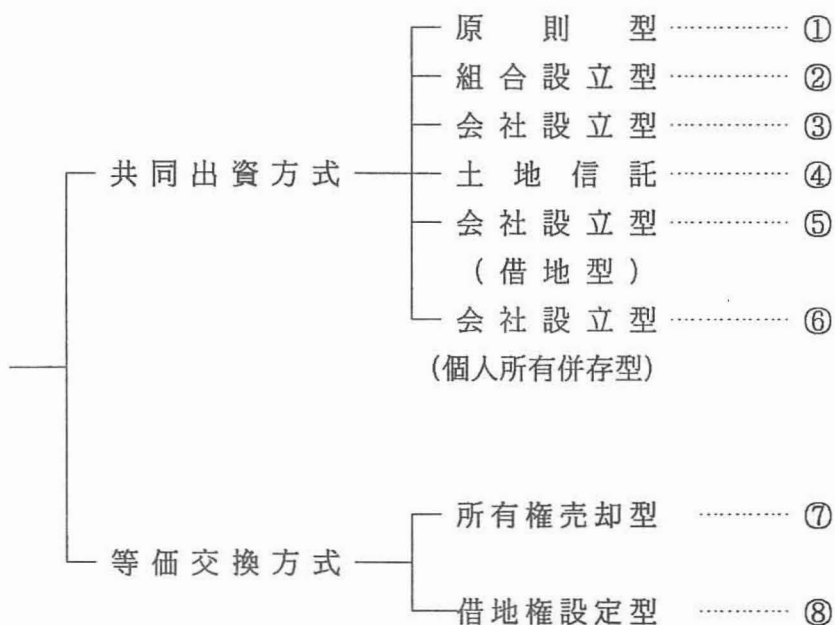 原則型 ………… ①
組合設立型 ………… ②
会社設立型 ………… ③
共同出資方式 土地信託 ………… ④
会社設立型 ………… ⑤
(借地型)
会社設立型 ………… ⑥
(個人所有併存型)
所有権売却型 ………… ⑦
等価交換方式
借地権設定型 ………… ⑧